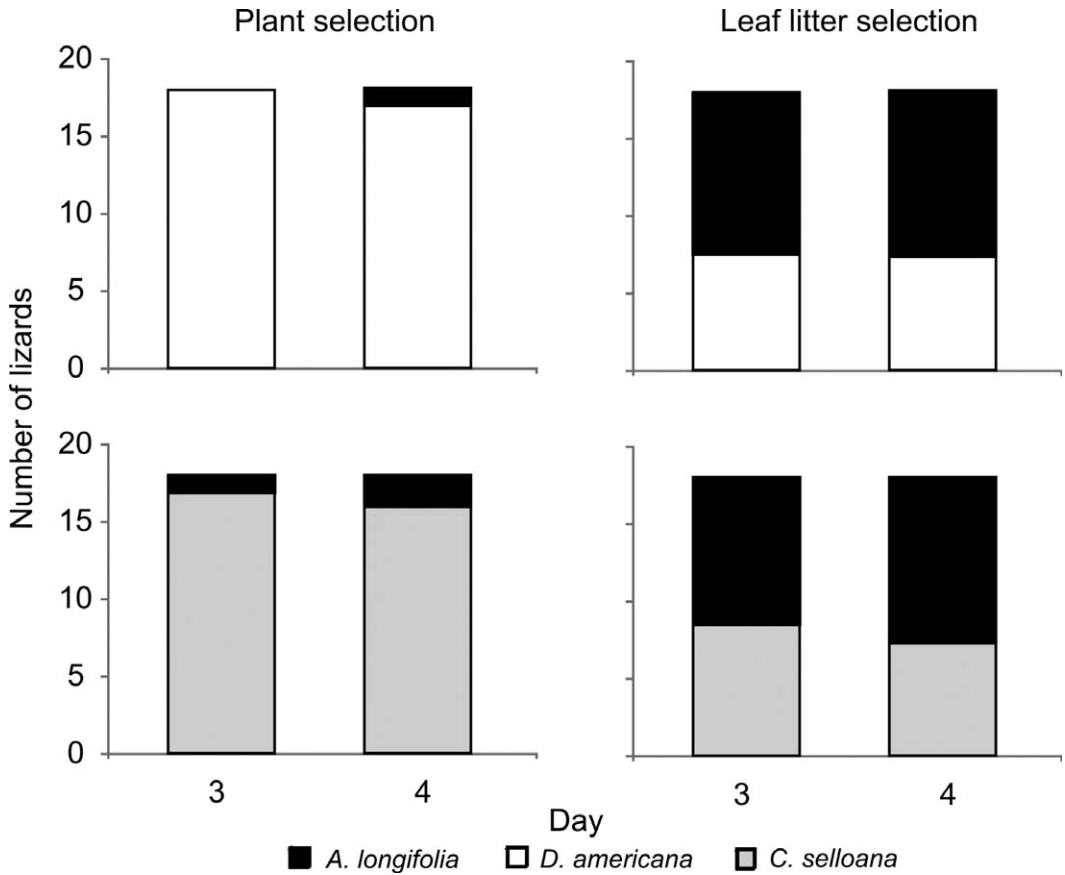 Plant selection
Leaf litter selection
Number of lizards
20
15
10
5
0
20
15
10
5
0
3
4
3
4
Day
A. longifolia
D. americana
C. selloana